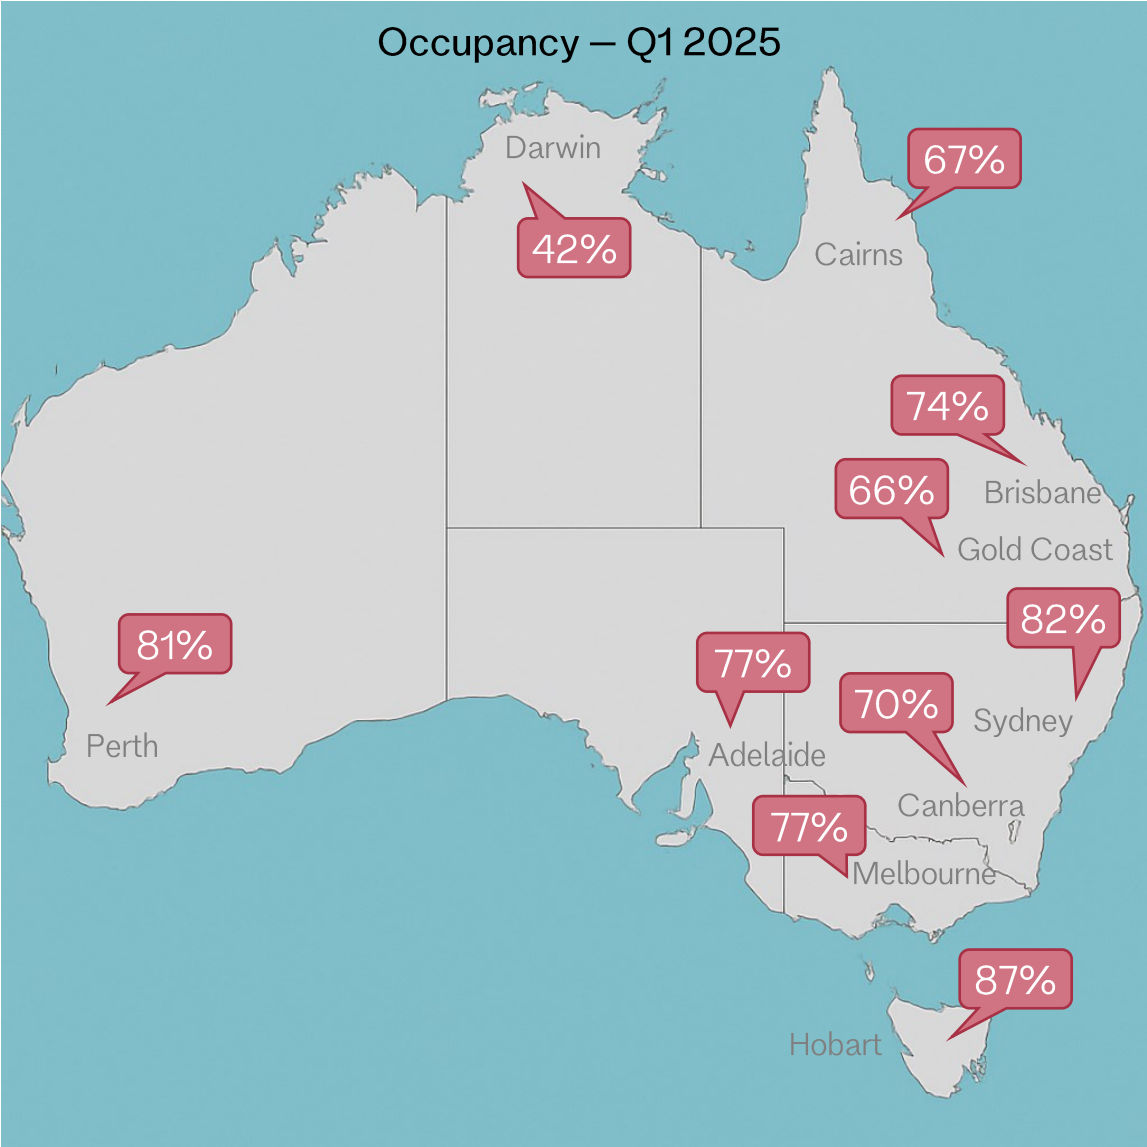 Occupancy – Q1 2025
Darwin
42%
67%
Cairns
74%
Brisbane
66%
Gold Coast
82%
Sydney
81%
Perth
77%
Adelaide
70%
Canberra
77%
Melbourne
87%
Hobart